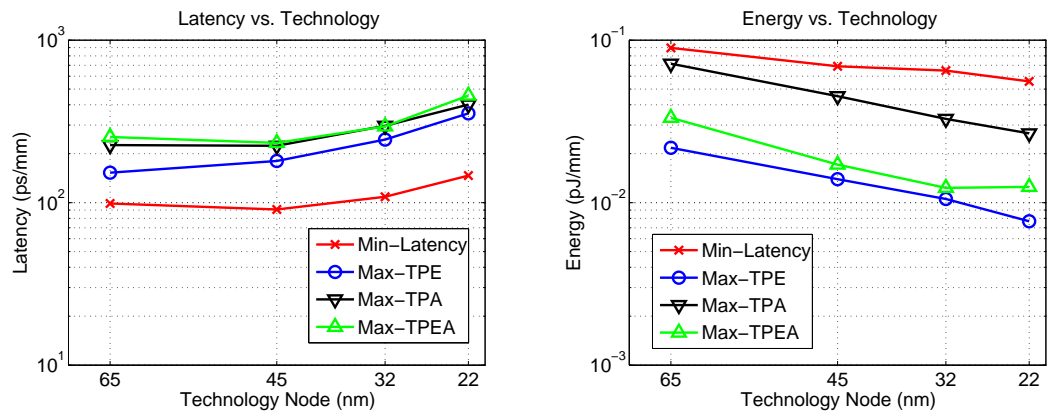 Latency vs. Technology
10^3
10^2
10^1
Latency (ps/mm)
65
45
32
22
Technology Node (nm)
Min−Latency
Max−TPE
Max−TPA
Max−TPEA
Energy vs. Technology
10^−1
10^−2
10^−3
Energy (pJ/mm)
65
45
32
22
Technology Node (nm)
Min−Latency
Max−TPE
Max−TPA
Max−TPEA